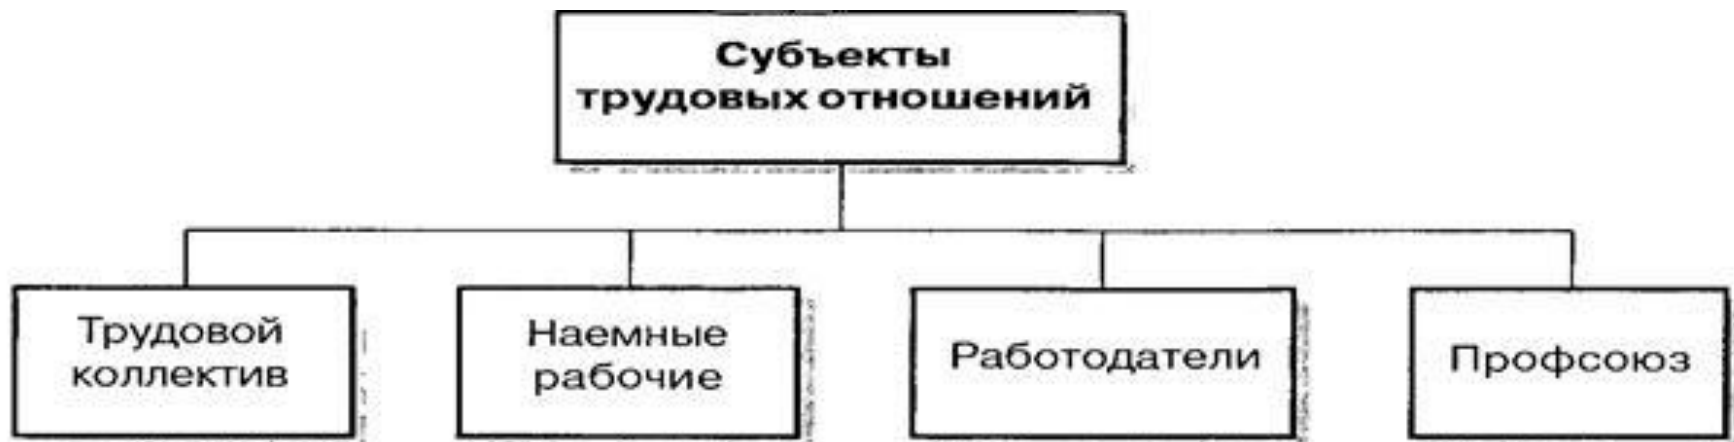 Субъекты
трудовых отношений
Трудовой
коллектив
Наемные
рабочие
Работодатели
Профсоюз